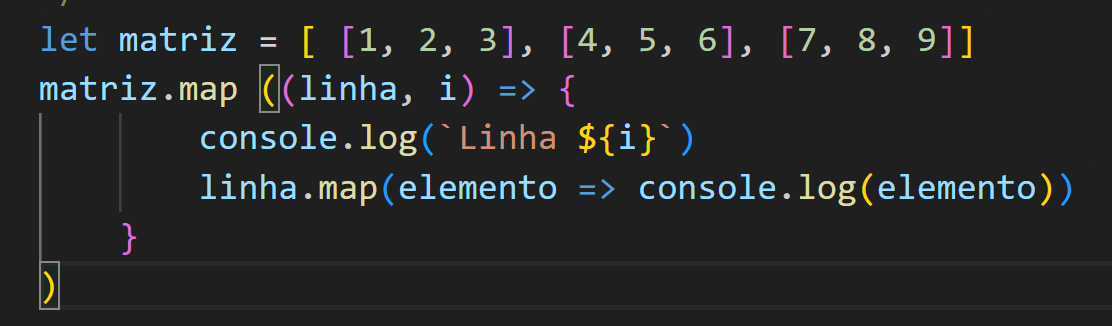 let matriz = [ [1, 2, 3], [4, 5, 6], [7, 8, 9]]
matriz.map ((linha, i) => {
        console.log(`Linha ${i}`)
        linha.map(elemento => console.log(elemento))
    }
)